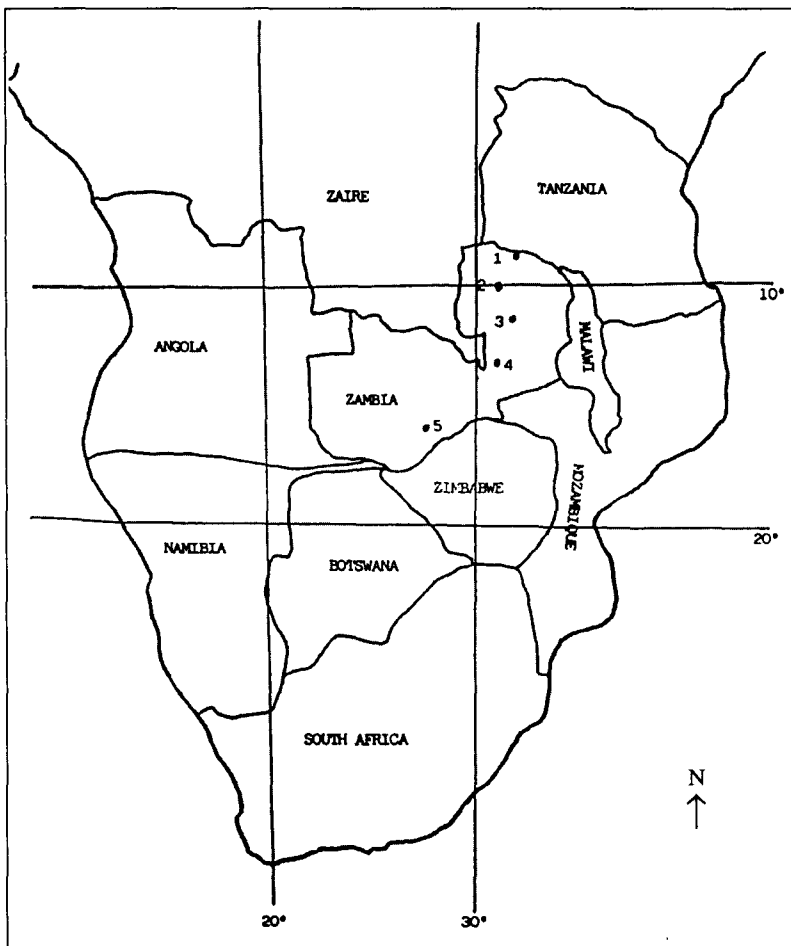 ZAIRE
TANZANIA
1
2
10°
3
ANGOLA
MALAWI
4
ZAMBIA
5
ZIMBABWE
MOZAMBIQUE
20°
NAMIBIA
BOTSWANA
SOUTH AFRICA
N
20°
30°